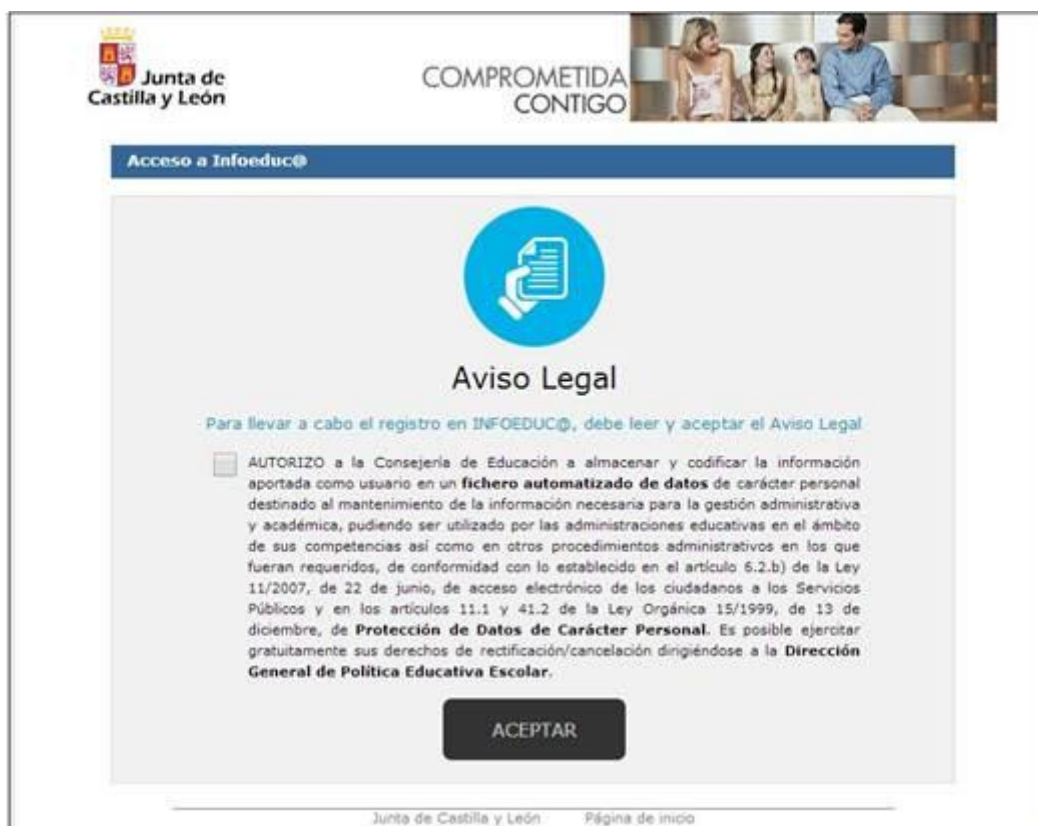 Junta de
Castilla y León
COMPROMETIDA
CONTIGO
Acceso a Infoeduc@
Aviso Legal
Para llevar a cabo el registro en INFOEDUC@, debe leer y aceptar el Aviso Legal
AUTORIZO a la Consejería de Educación a almacenar y codificar la información
aportada como usuario en un fichero automatizado de datos de carácter personal
destinado al mantenimiento de la información necesaria para la gestión administrativa
y académica, pudiendo ser utilizado por las administraciones educativas en el ámbito
de sus competencias así como en otros procedimientos administrativos en los que
fueran requeridos, de conformidad con lo establecido en el artículo 6.2.b) de la Ley
11/2007, de 22 de junio, de acceso electrónico de los ciudadanos a los Servicios
Públicos y en los artículos 11.1 y 41.2 de la Ley Orgánica 15/1999, de 13 de
diciembre, de Protección de Datos de Carácter Personal. Es posible ejercitar
gratuitamente sus derechos de rectificación/cancelación dirigiéndose a la Dirección
General de Política Educativa Escolar.
ACEPTAR
Junta de Castilla y León Página de inicio